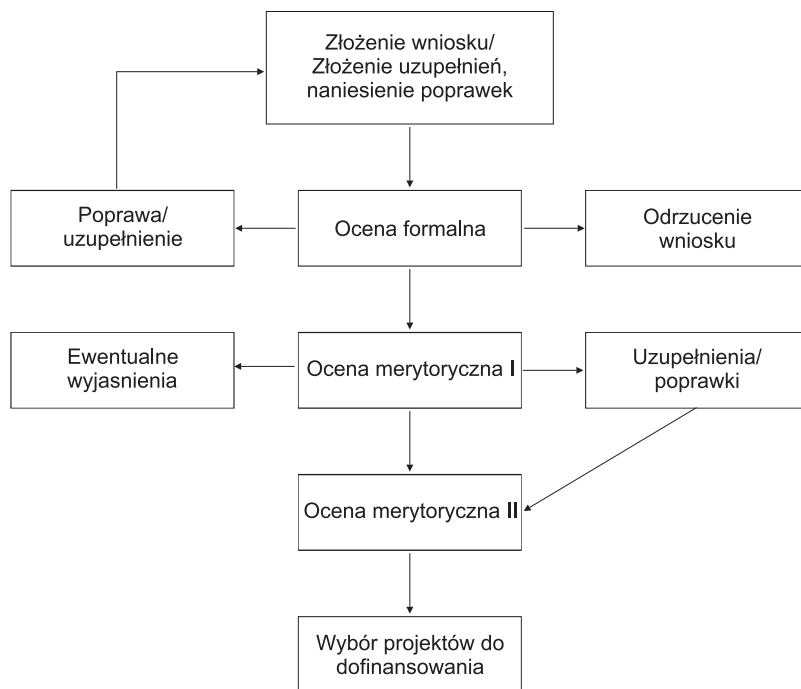 Złożenie wniosku/
Złożenie uzupełnień,
naniesienie poprawek
Poprawa/
uzupełnienie
Ocena formalna
Odrzucenie
wniosku
Ewentualne
wyjasnienia
Ocena merytoryczna I
Uzupełnienia/
poprawki
Ocena merytoryczna II
Wybór projektów do
dofinansowania